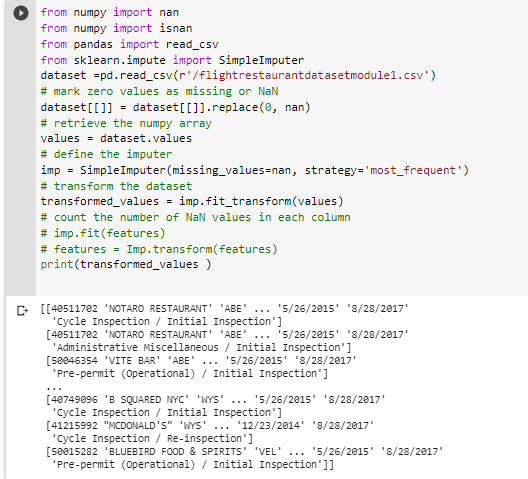 from numpy import nan
from numpy import isnan
from pandas import read_csv
from sklearn.impute import SimpleImputer
dataset =pd.read_csv(r'/flightrestaurantdatasetmodule1.csv')
# mark zero values as missing or NaN
dataset[[]] = dataset[[]].replace(0, nan)
# retrieve the numpy array
values = dataset.values
# define the imputer
imp = SimpleImputer(missing_values=nan, strategy='most_frequent')
# transform the dataset
transformed_values = imp.fit_transform(values)
# count the number of NaN values in each column
# imp.fit(features)
# features = Imp.transform(features)
print(transformed_values )
[[40511702 'NOTARO RESTAURANT' 'ABE' ... '5/26/2015' '8/28/2017'
'Cycle Inspection / Initial Inspection']
[40511702 'NOTARO RESTAURANT' 'ABE' ... '5/26/2015' '8/28/2017'
'Administrative Miscellaneous / Initial Inspection']
[50046354 'VITE BAR' 'ABE' ... '5/26/2015' '8/28/2017'
'Pre-permit (Operational) / Initial Inspection']
...
[40749096 'B SQUARED NYC' 'WYS' ... '5/26/2015' '8/28/2017'
'Cycle Inspection / Initial Inspection']
[41215992 "MCDONALD'S" 'WYS' ... '12/23/2014' '8/28/2017'
'Cycle Inspection / Re-inspection']
[50015282 'BLUEBIRD FOOD & SPIRITS' 'VEL' ... '5/26/2015' '8/28/2017'
'Pre-permit (Operational) / Initial Inspection']]